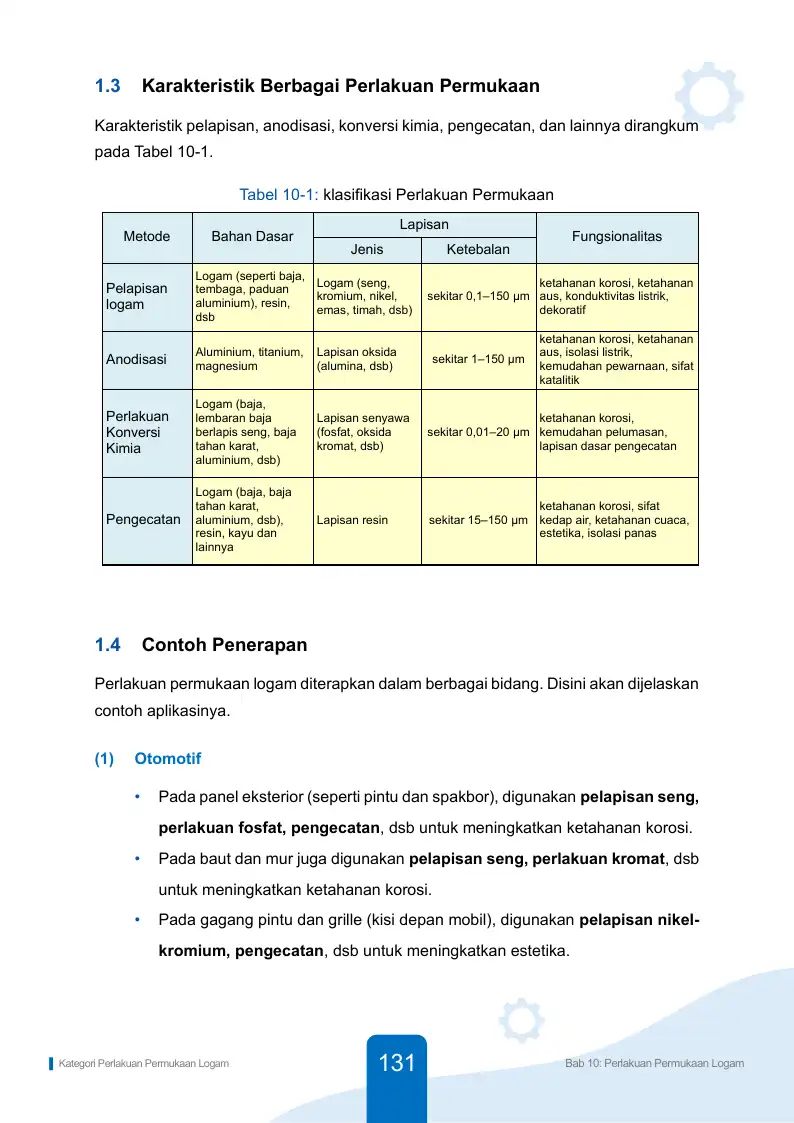 1.3 Karakteristik Berbagai Perlakuan Permukaan
Karakteristik pelapisan, anodisasi, konversi kimia, pengecatan, dan lainnya dirangkum
pada Tabel 10-1.
Tabel 10-1: klasifikasi Perlakuan Permukaan
Metode
Bahan Dasar
Lapisan
Jenis
Ketebalan
Fungsionalitas
Pelapisan
logam
Logam (seperti baja,
tembaga, paduan
aluminium), resin,
dsb
Logam (seng,
kromium, nikel,
emas, timah, dsb)
sekitar 0,1–150 µm
ketahanan korosi, ketahanan
aus, konduktivitas listrik,
dekoratif
Anodisasi
Aluminium, titanium,
magnesium
Lapisan oksida
(alumina, dsb)
sekitar 1–150 µm
ketahanan korosi, ketahanan
aus, isolasi listrik,
kemudahan pewarnaan, sifat
katalitik
Perlakuan
Konversi
Kimia
Logam (baja,
lembaran baja
berlapis seng, baja
tahan karat,
aluminium, dsb)
Lapisan senyawa
(fosfat, oksida
kromat, dsb)
sekitar 0,01–20 µm
ketahanan korosi,
kemudahan pelumasan,
lapisan dasar pengecatan
Pengecatan
Logam (baja, baja
tahan karat,
aluminium, dsb),
resin, kayu dan
lainnya
Lapisan resin
sekitar 15–150 µm
ketahanan korosi, sifat
kedap air, ketahanan cuaca,
estetika, isolasi panas
1.4 Contoh Penerapan
Perlakuan permukaan logam diterapkan dalam berbagai bidang. Disini akan dijelaskan
contoh aplikasinya.
(1) Otomotif
• Pada panel eksterior (seperti pintu dan spakbor), digunakan pelapisan seng,
perlakuan fosfat, pengecatan, dsb untuk meningkatkan ketahanan korosi.
• Pada baut dan mur juga digunakan pelapisan seng, perlakuan kromat, dsb
untuk meningkatkan ketahanan korosi.
• Pada gagang pintu dan grille (kisi depan mobil), digunakan pelapisan nikel-
kromium, pengecatan, dsb untuk meningkatkan estetika.
Kategori Perlakuan Permukaan Logam
131
Bab 10: Perlakuan Permukaan Logam